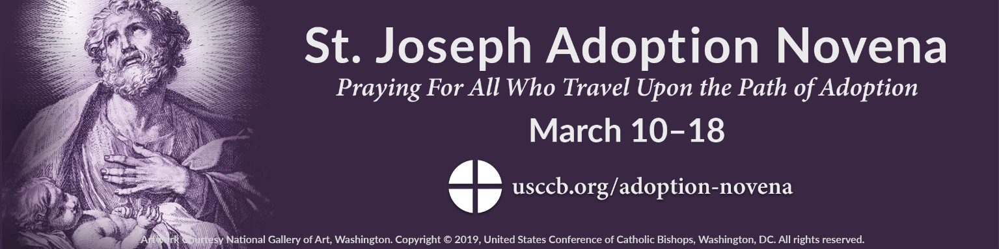 St. Joseph Adoption Novena
Praying For All Who Travel Upon the Path of Adoption
March 10–18
usccb.org/adoption-novena
Artwork Courtesy National Gallery of Art, Washington. Copyright © 2019, United States Conference of Catholic Bishops, Washington, DC. All rights reserved.